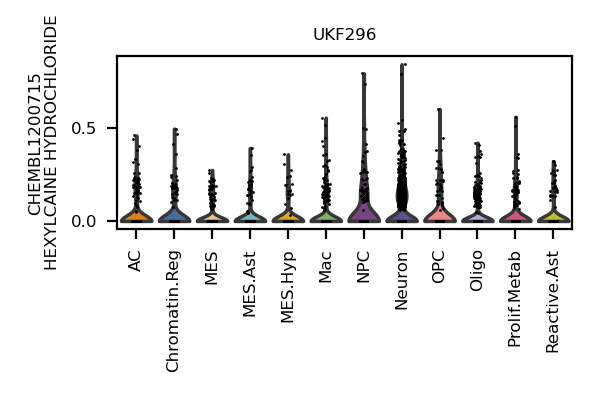 UKF296
CHEMBL1200715
HEXYLCAINE HYDROCHLORIDE
0.5
0.0
AC
Chromatin.Reg
MES
MES.Ast
MES.Hyp
Mac
NPC
Neuron
OPC
Oligo
Prolif.Metab
Reactive.Ast